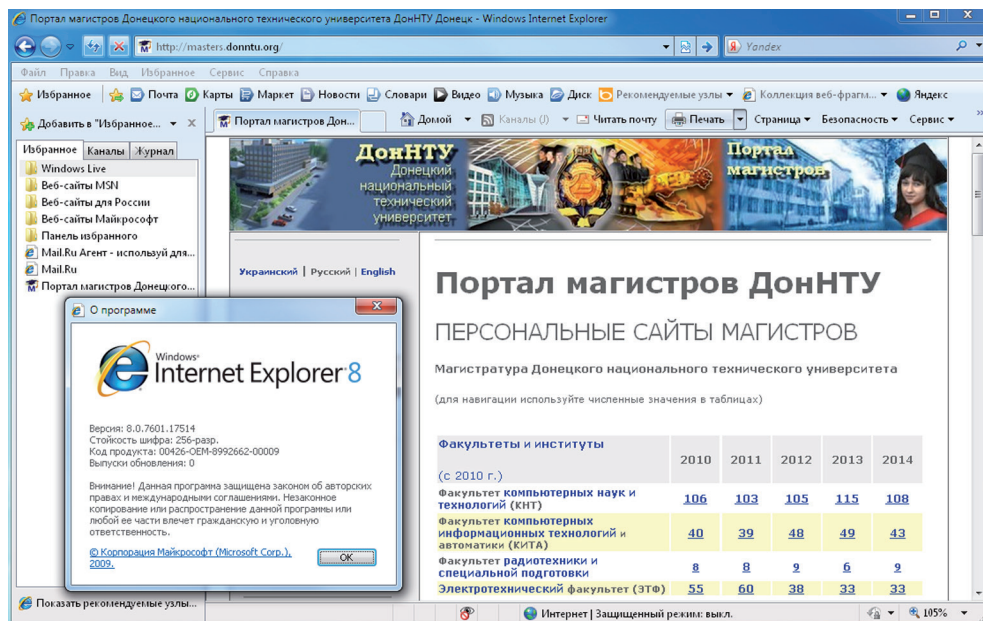 Портал магистров Донецкого национального технического университета ДонНТУ Донецк - Windows Internet Explorer
http://masters.donntu.org/
Yandex
Файл Правка Вид Избранное Сервис Справка
Избранное Почта Карты Маркет Новости Словари Видео Музыка Диск Рекомендуемые узлы Коллекция веб-фрагм... Яндекс
Добавить в "Избранное... X
Портал магистров Дон...
Домой Каналы (J) Читать почту Печать Страница Безопасность Сервис »
Избранное Каналы Журнал
Windows Live
Веб-сайты MSN
Веб-сайты для России
Веб-сайты Майкрософт
Панель избранного
Mail.Ru Агент - используй для...
Mail.Ru
Портал магистров Донецкого...
Показать рекомендуемые узлы...
ДонНТУ
Донецкий
национальный
технический
университет
Портал
магистров
Украинский | Русский | English
Портал магистров ДонНТУ
ПЕРСОНАЛЬНЫЕ САЙТЫ МАГИСТРОВ
Магистратура Донецкого национального технического университета
(для навигации используйте численные значения в таблицах)
Факультеты и институты
(с 2010 г.)
2010 2011 2012 2013 2014
Факультет компьютерных наук и
технологий (КНТ)
106 103 105 115 108
Факультет компьютерных
информационных технологий и
автоматики (КИТА)
40 39 48 49 43
Факультет радиотехники и
специальной подготовки
8 8 9 6 9
Электротехнический факультет (ЭТФ) 55 60 38 33 33
О программе
Windows®
Internet Explorer 8
Версия: 8.0.7601.17514
Стойкость шифра: 256-разр.
Код продукта: 00426-OEM-8992662-00009
Выпуски обновления: 0
Внимание! Данная программа защищена законом об авторских
правах и международными соглашениями. Незаконное
копирование или распространение данной программы или
любой ее части влечет гражданскую и уголовную
ответственность.
© Корпорация Майкрософт (Microsoft Corp.),
2009.
ОК
Интернет | Защищенный режим: выкл.
105%